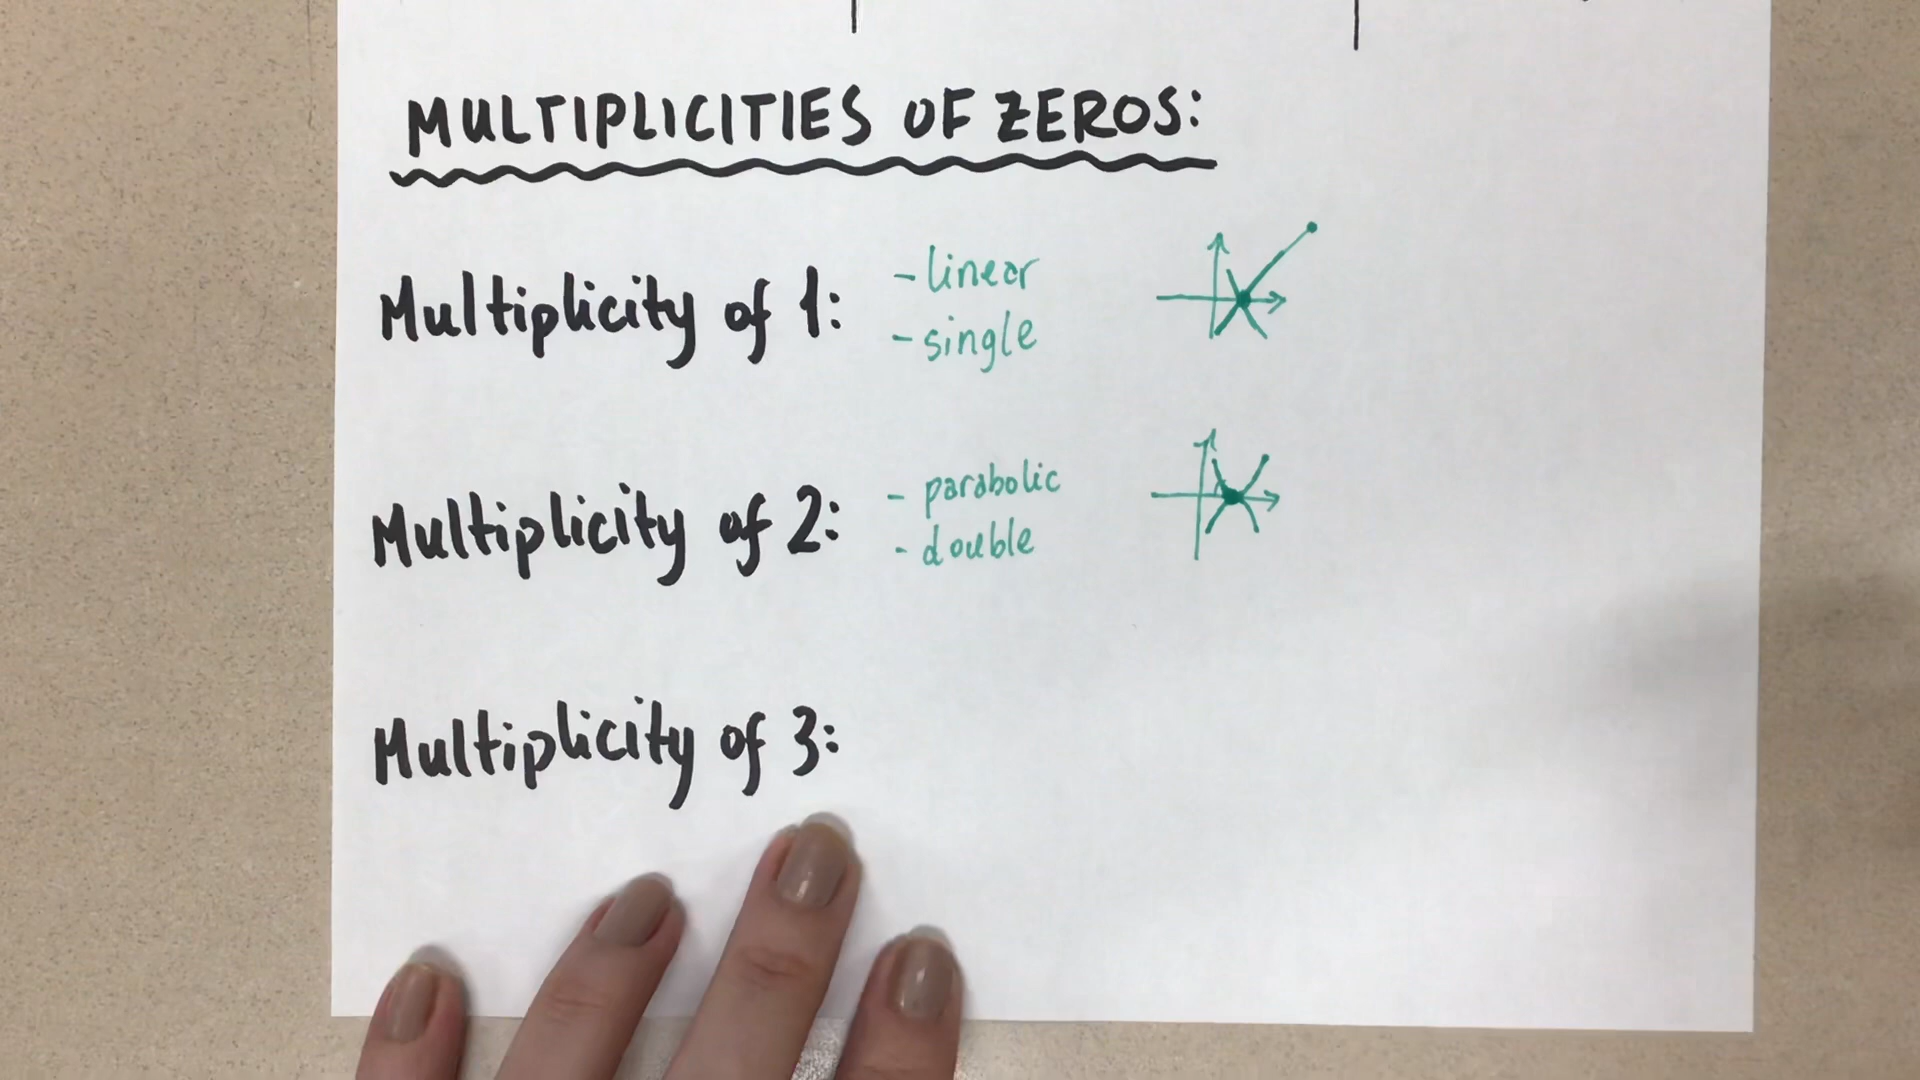 MULTIPLICITIES OF ZEROS:
Multiplicity of 1:
- linear
- single
Multiplicity of 2:
- parabolic
- double
Multiplicity of 3: